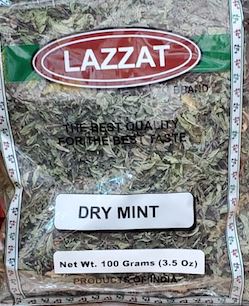 LAZZAT
BRAND
THE BEST QUALITY
FOR THE BEST TASTE
DRY MINT
Net Wt. 100 Grams (3.5 Oz)
PRODUCTS OF INDIA